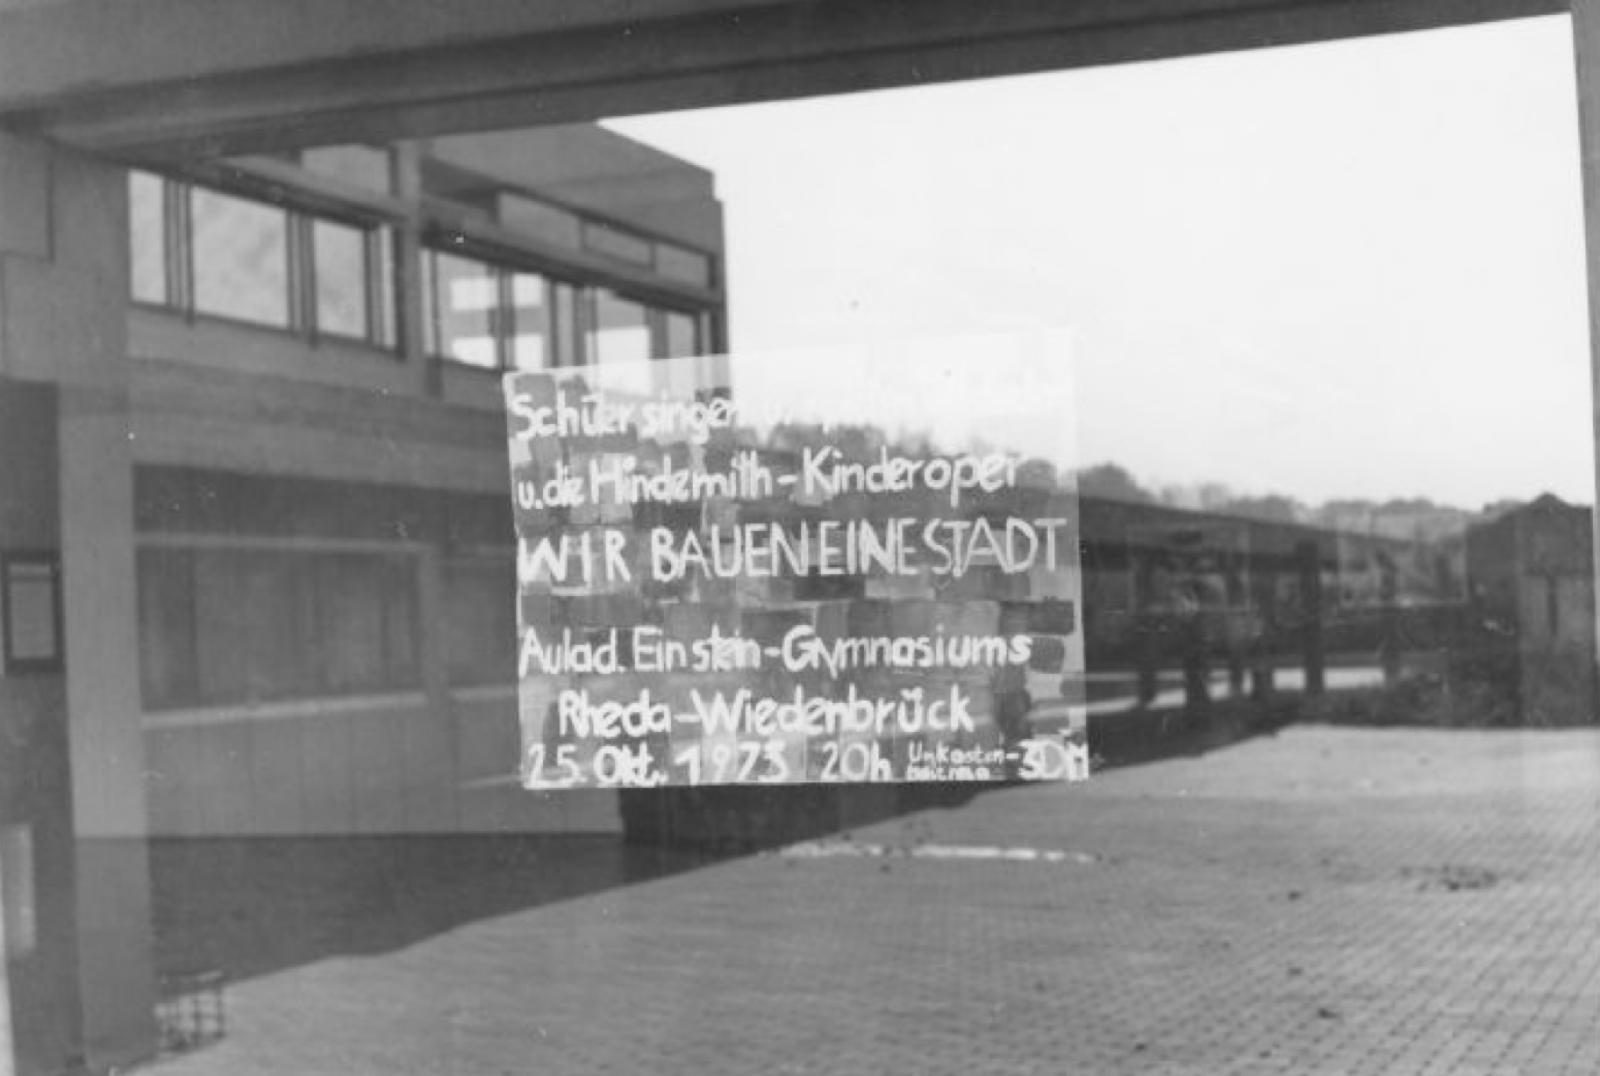 Schüler singen u.
u. die Hindemith-Kinderoper
WIR BAUEN EINE STADT
Aula d. Einstein-Gymnasiums
Rheda-Wiedenbrück
25. Okt. 1973 20h Unkosten- 3DM